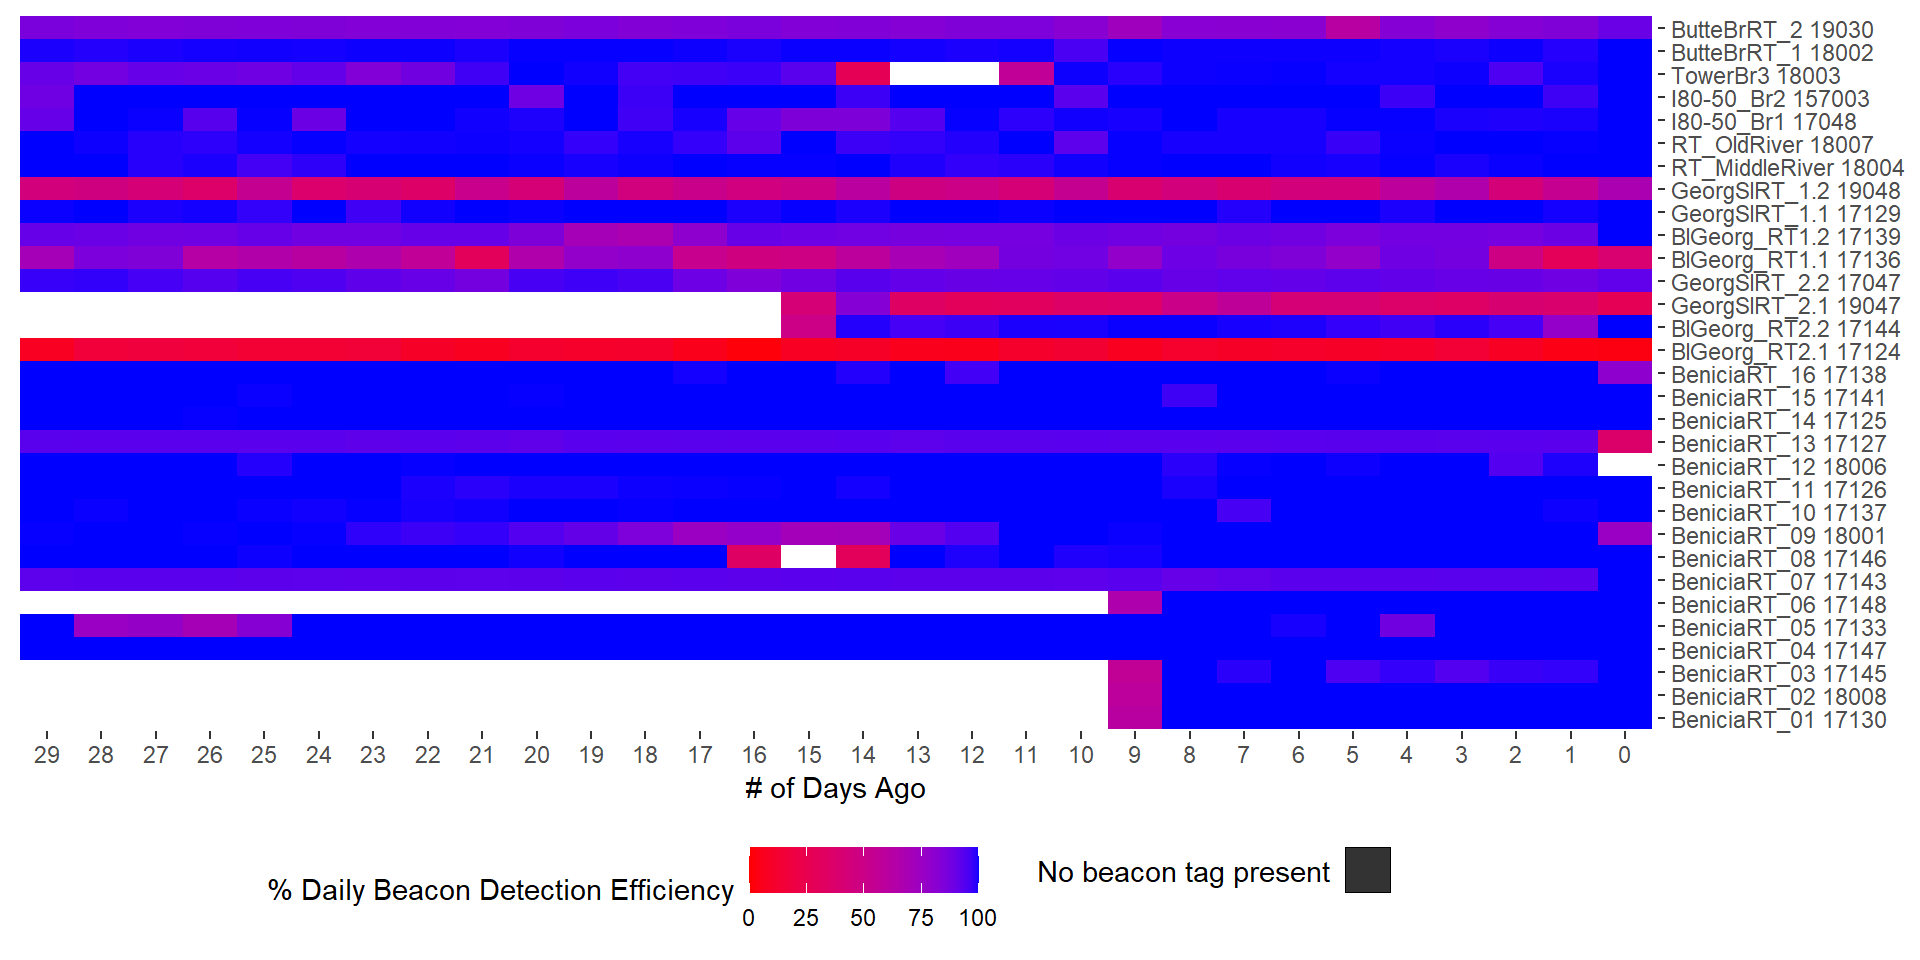 ButteBrRT_2 19030
ButteBrRT_1 18002
TowerBr3 18003
I80-50_Br2 157003
I80-50_Br1 17048
RT_OldRiver 18007
RT_MiddleRiver 18004
GeorgSlRT_1.2 19048
GeorgSlRT_1.1 17129
BlGeorg_RT1.2 17139
BlGeorg_RT1.1 17136
GeorgSlRT_2.2 17047
GeorgSlRT_2.1 19047
BlGeorg_RT2.2 17144
BlGeorg_RT2.1 17124
BeniciaRT_16 17138
BeniciaRT_15 17141
BeniciaRT_14 17125
BeniciaRT_13 17127
BeniciaRT_12 18006
BeniciaRT_11 17126
BeniciaRT_10 17137
BeniciaRT_09 18001
BeniciaRT_08 17146
BeniciaRT_07 17143
BeniciaRT_06 17148
BeniciaRT_05 17133
BeniciaRT_04 17147
BeniciaRT_03 17145
BeniciaRT_02 18008
BeniciaRT_01 17130
29 28 27 26 25 24 23 22 21 20 19 18 17 16 15 14 13 12 11 10 9 8 7 6 5 4 3 2 1 0
# of Days Ago
% Daily Beacon Detection Efficiency
0 25 50 75 100
No beacon tag present